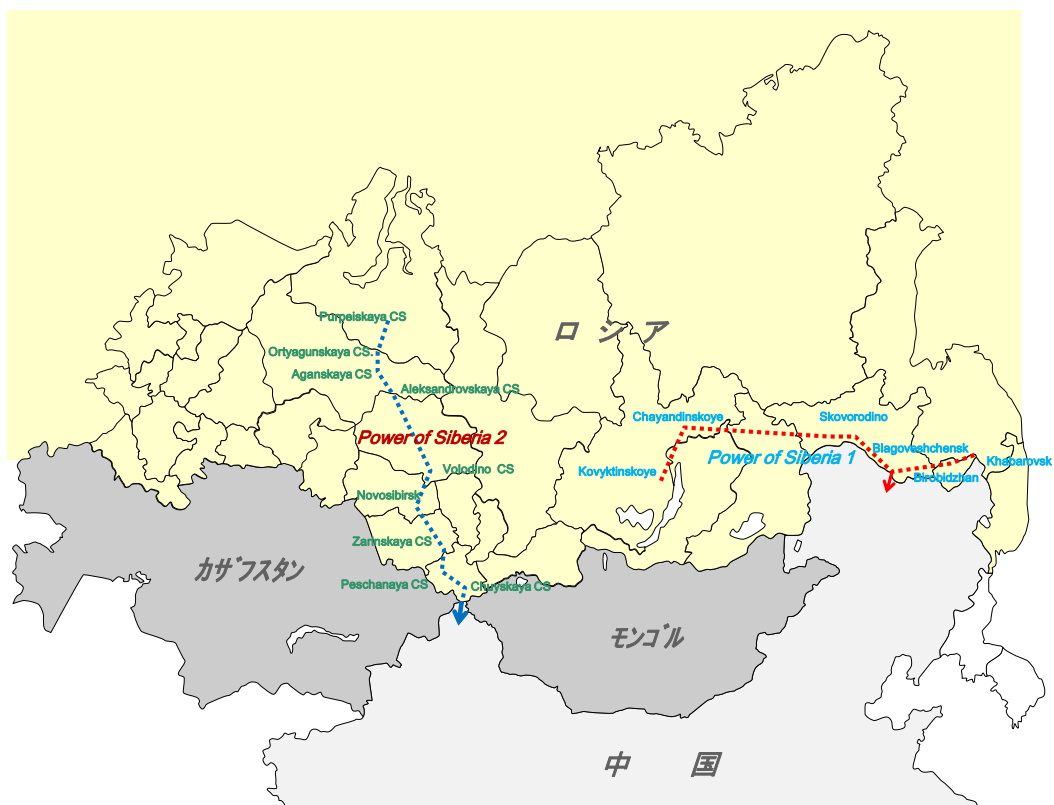 Purpeiskaya CS
ロ シ ア
Ortyagunskaya CS
Aganskaya CS
Aleksandrovskaya CS
Chayandinskoye
Skovorodino
Power of Siberia 2
Blagoveshchensk
Power of Siberia 1
Khabarovsk
Volodino CS
Kovyktinskoye
Birobidzhan
Novosibirsk
Zarinskaya CS
カザフスタン
Peschanaya CS
Chuyskaya CS
モンゴル
中 国